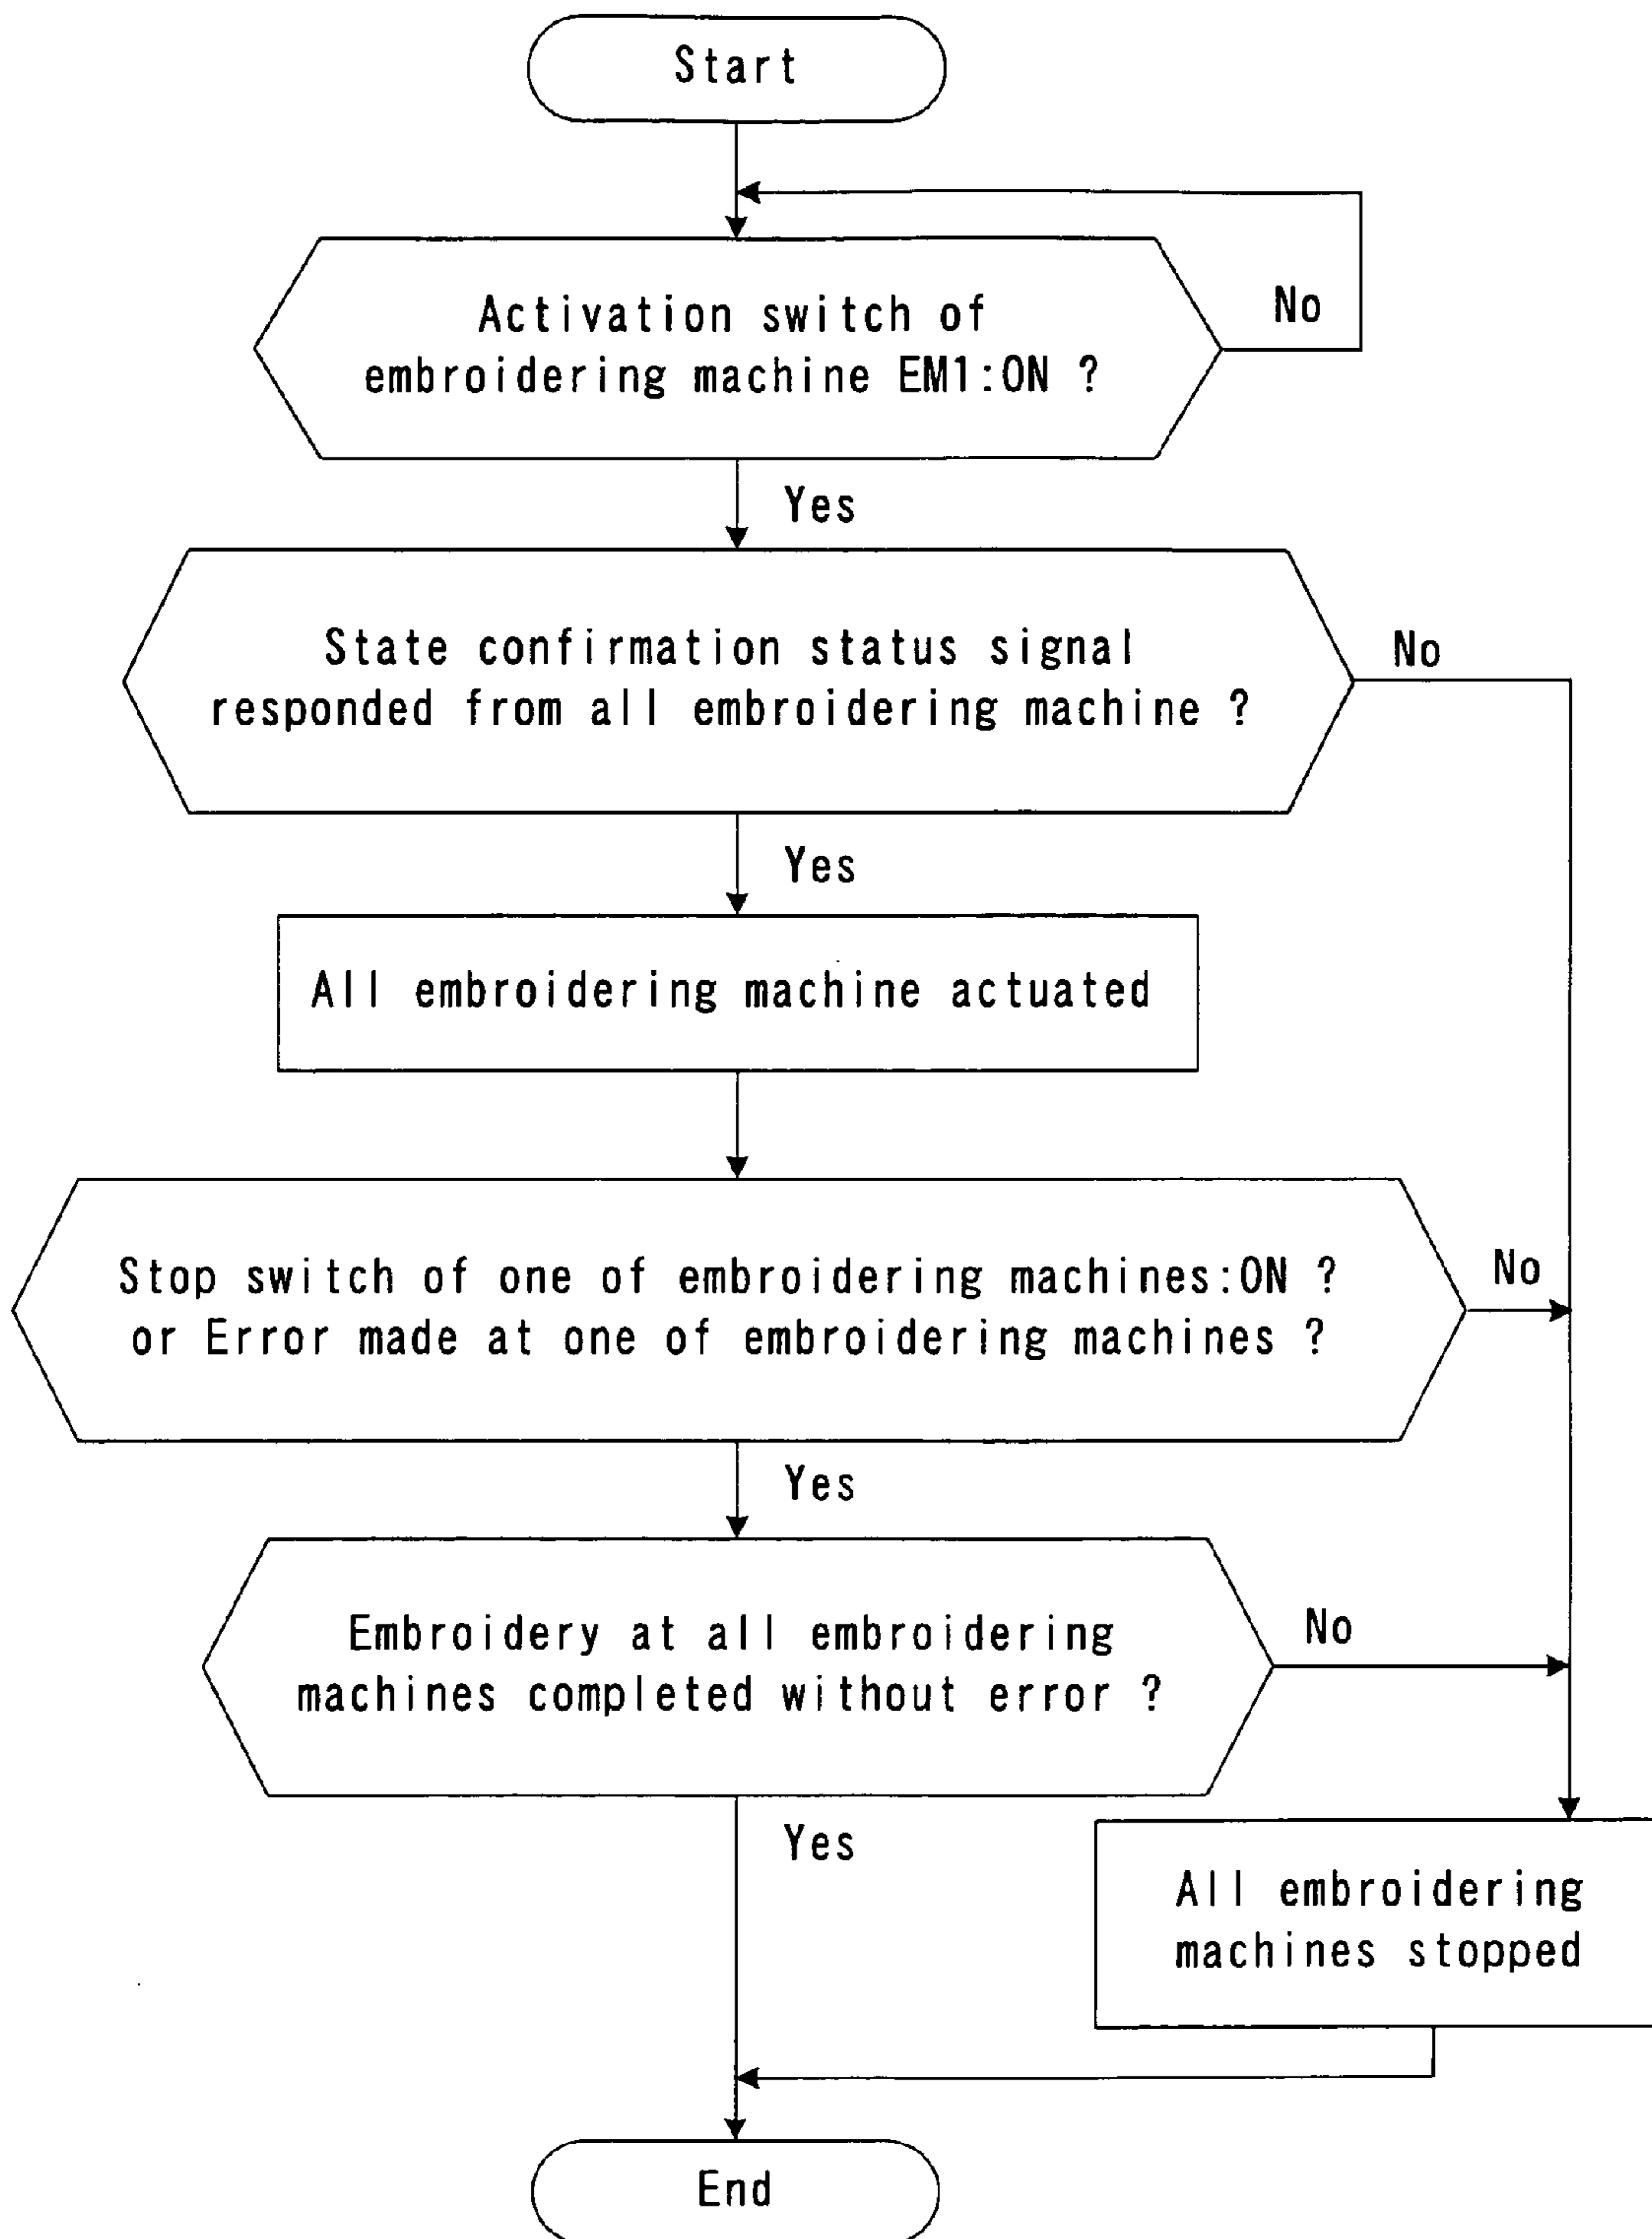 Start
Activation switch of
embroidering machine EM1:ON ?
No
Yes
State confirmation status signal
responded from all embroidering machine ?
No
Yes
All embroidering machine actuated
Stop switch of one of embroidering machines:ON ?
or Error made at one of embroidering machines ?
No
Yes
Embroidery at all embroidering
machines completed without error ?
No
Yes
All embroidering
machines stopped
End